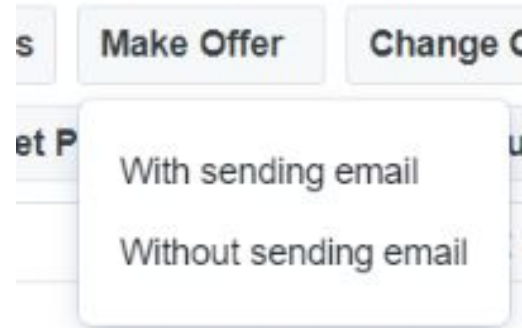 s Make Offer Change
et P
With sending email
Without sending email